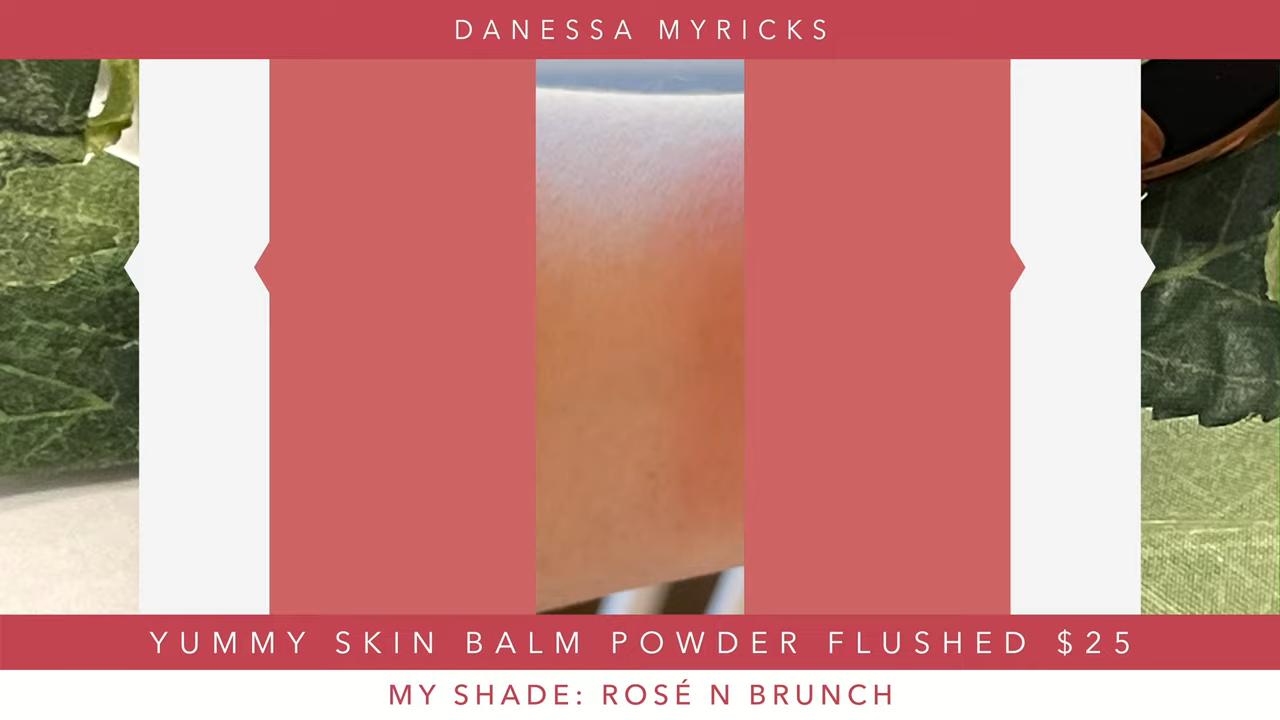 DANESSA MYRICKS
YUMMY SKIN BALM POWDER FLUSHED $25
MY SHADE: ROSÉ N BRUNCH